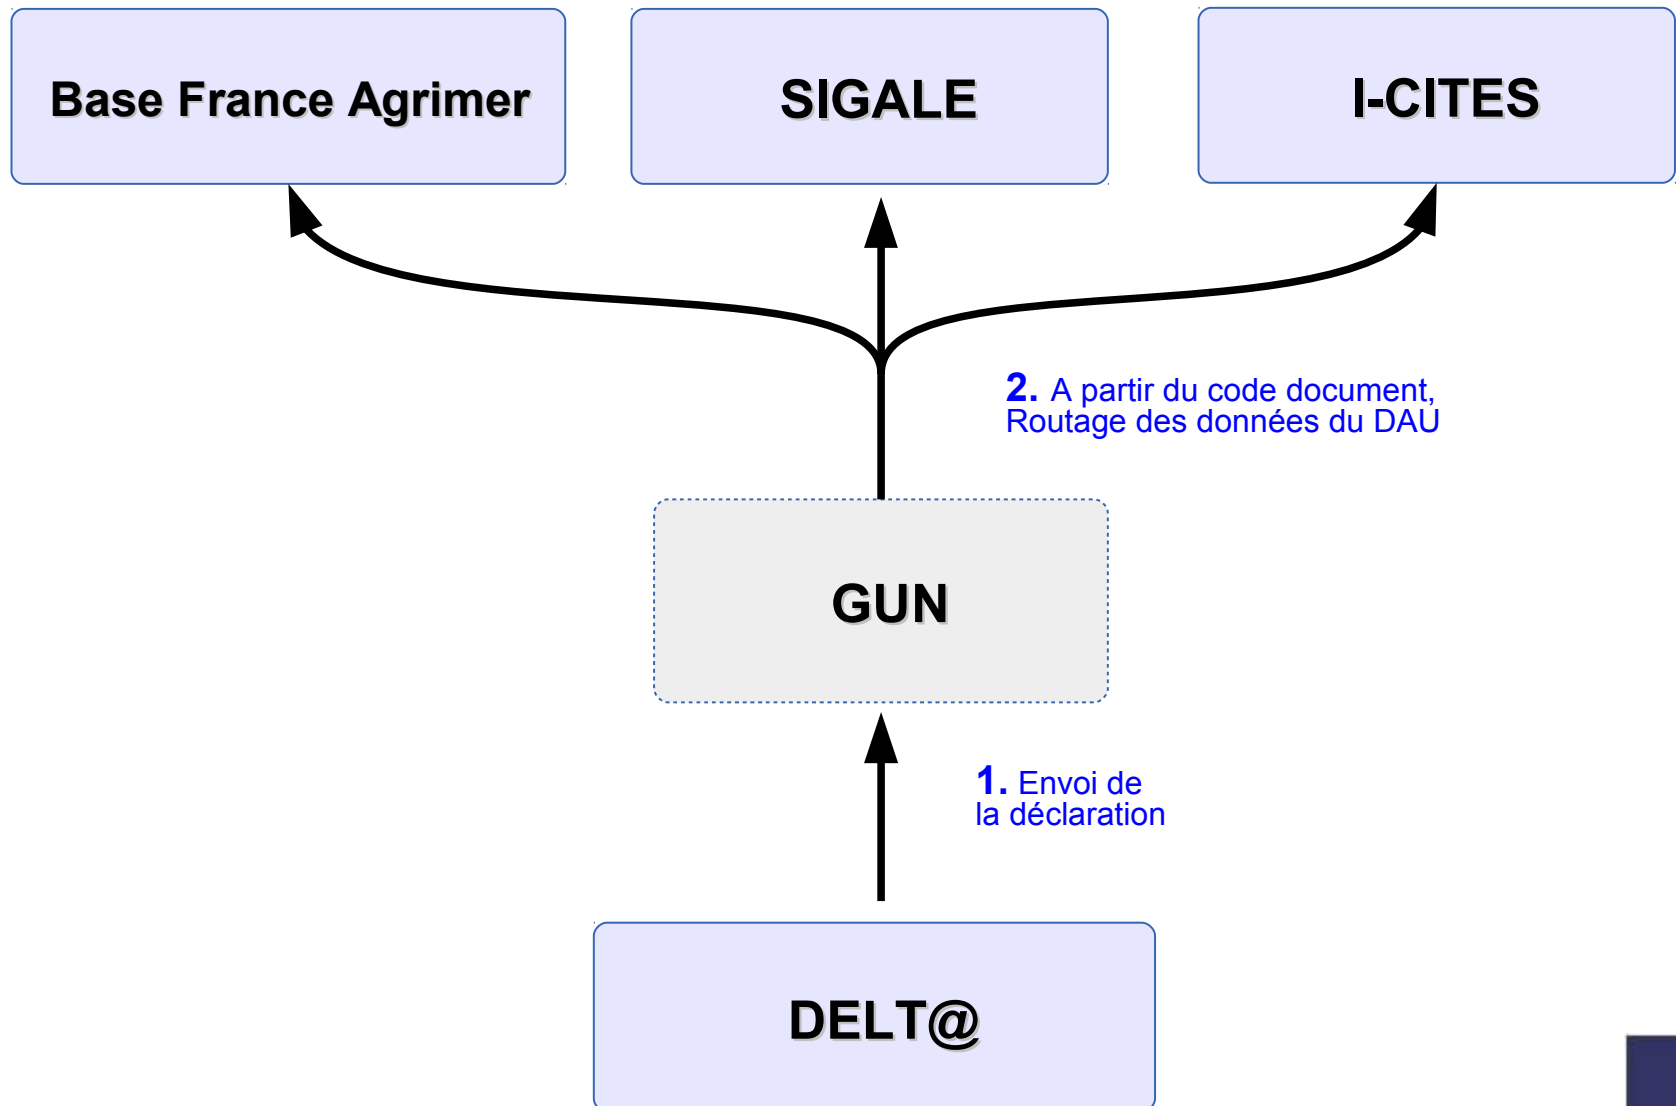 Base France Agrimer
SIGALE
I-CITES
2. A partir du code document,
Routage des données du DAU
GUN
1. Envoi de
la déclaration
DELT@